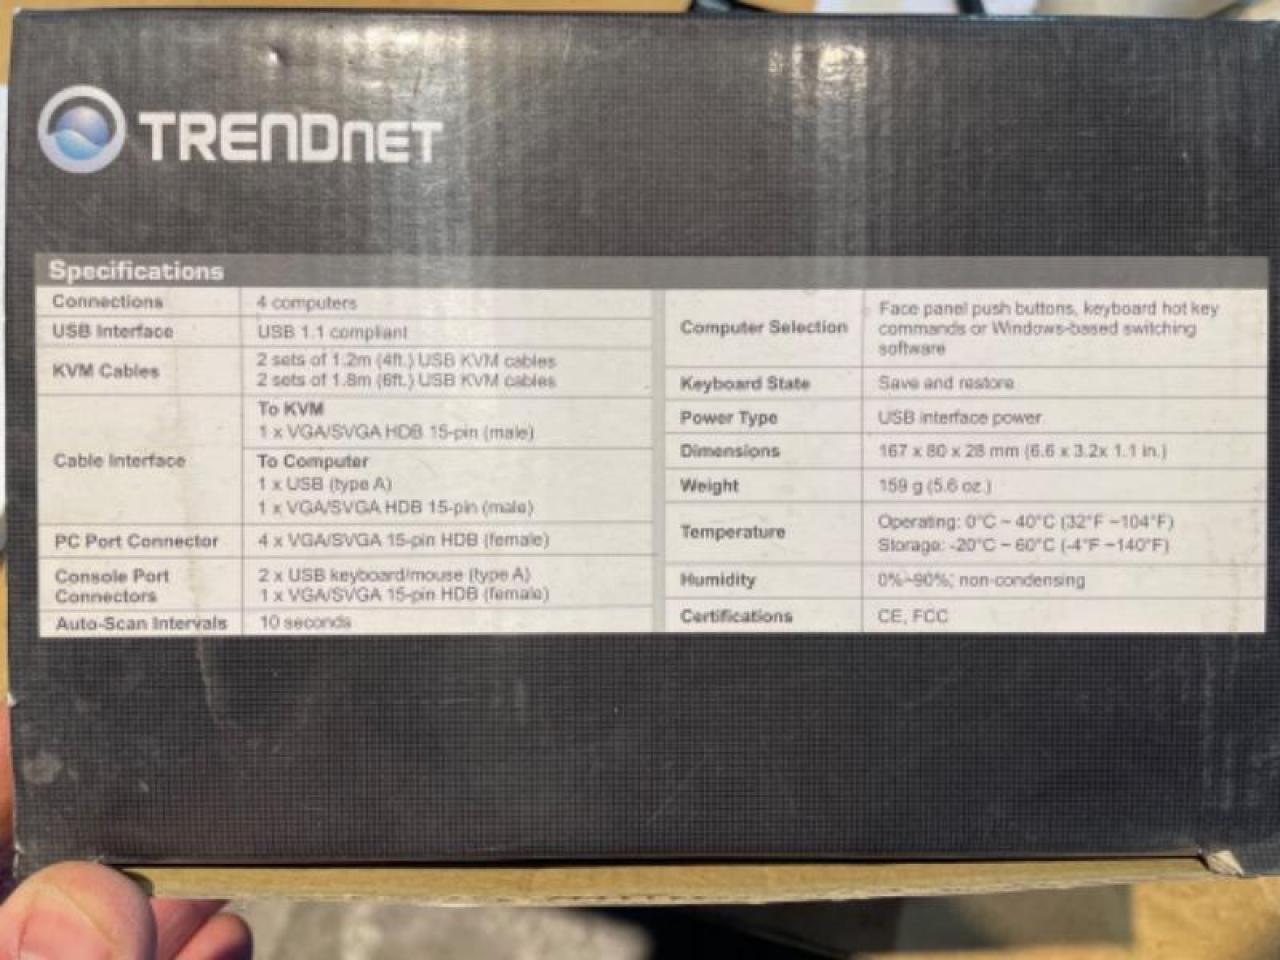 TRENDNET
Specifications
Connections
4 computers
USB Interface
USB 1.1 compliant
KVM Cables
2 sets of 1.2m (4ft.) USB KVM cables
2 sets of 1.8m (6ft.) USB KVM cables
Cable Interface
To KVM
1 x VGA/SVGA HDB 15-pin (male)
To Computer
1 x USB (type A)
1 x VGA/SVGA HDB 15-pin (male)
PC Port Connector
4 x VGA/SVGA 15-pin HDB (female)
Console Port
Connectors
2 x USB keyboard/mouse (type A)
1 x VGA/SVGA 15-pin HDB (female)
Auto-Scan Intervals
10 seconds
Computer Selection
Face panel push buttons, keyboard hot key
commands or Windows-based switching
software
Keyboard State
Save and restore
Power Type
USB interface power
Dimensions
167 x 80 x 28 mm (6.6 x 3.2x 1.1 in.)
Weight
159 g (5.6 oz.)
Temperature
Operating: 0°C ~ 40°C (32°F ~104°F)
Storage: -20°C ~ 60°C (-4°F ~140°F)
Humidity
0%~90%; non-condensing
Certifications
CE, FCC